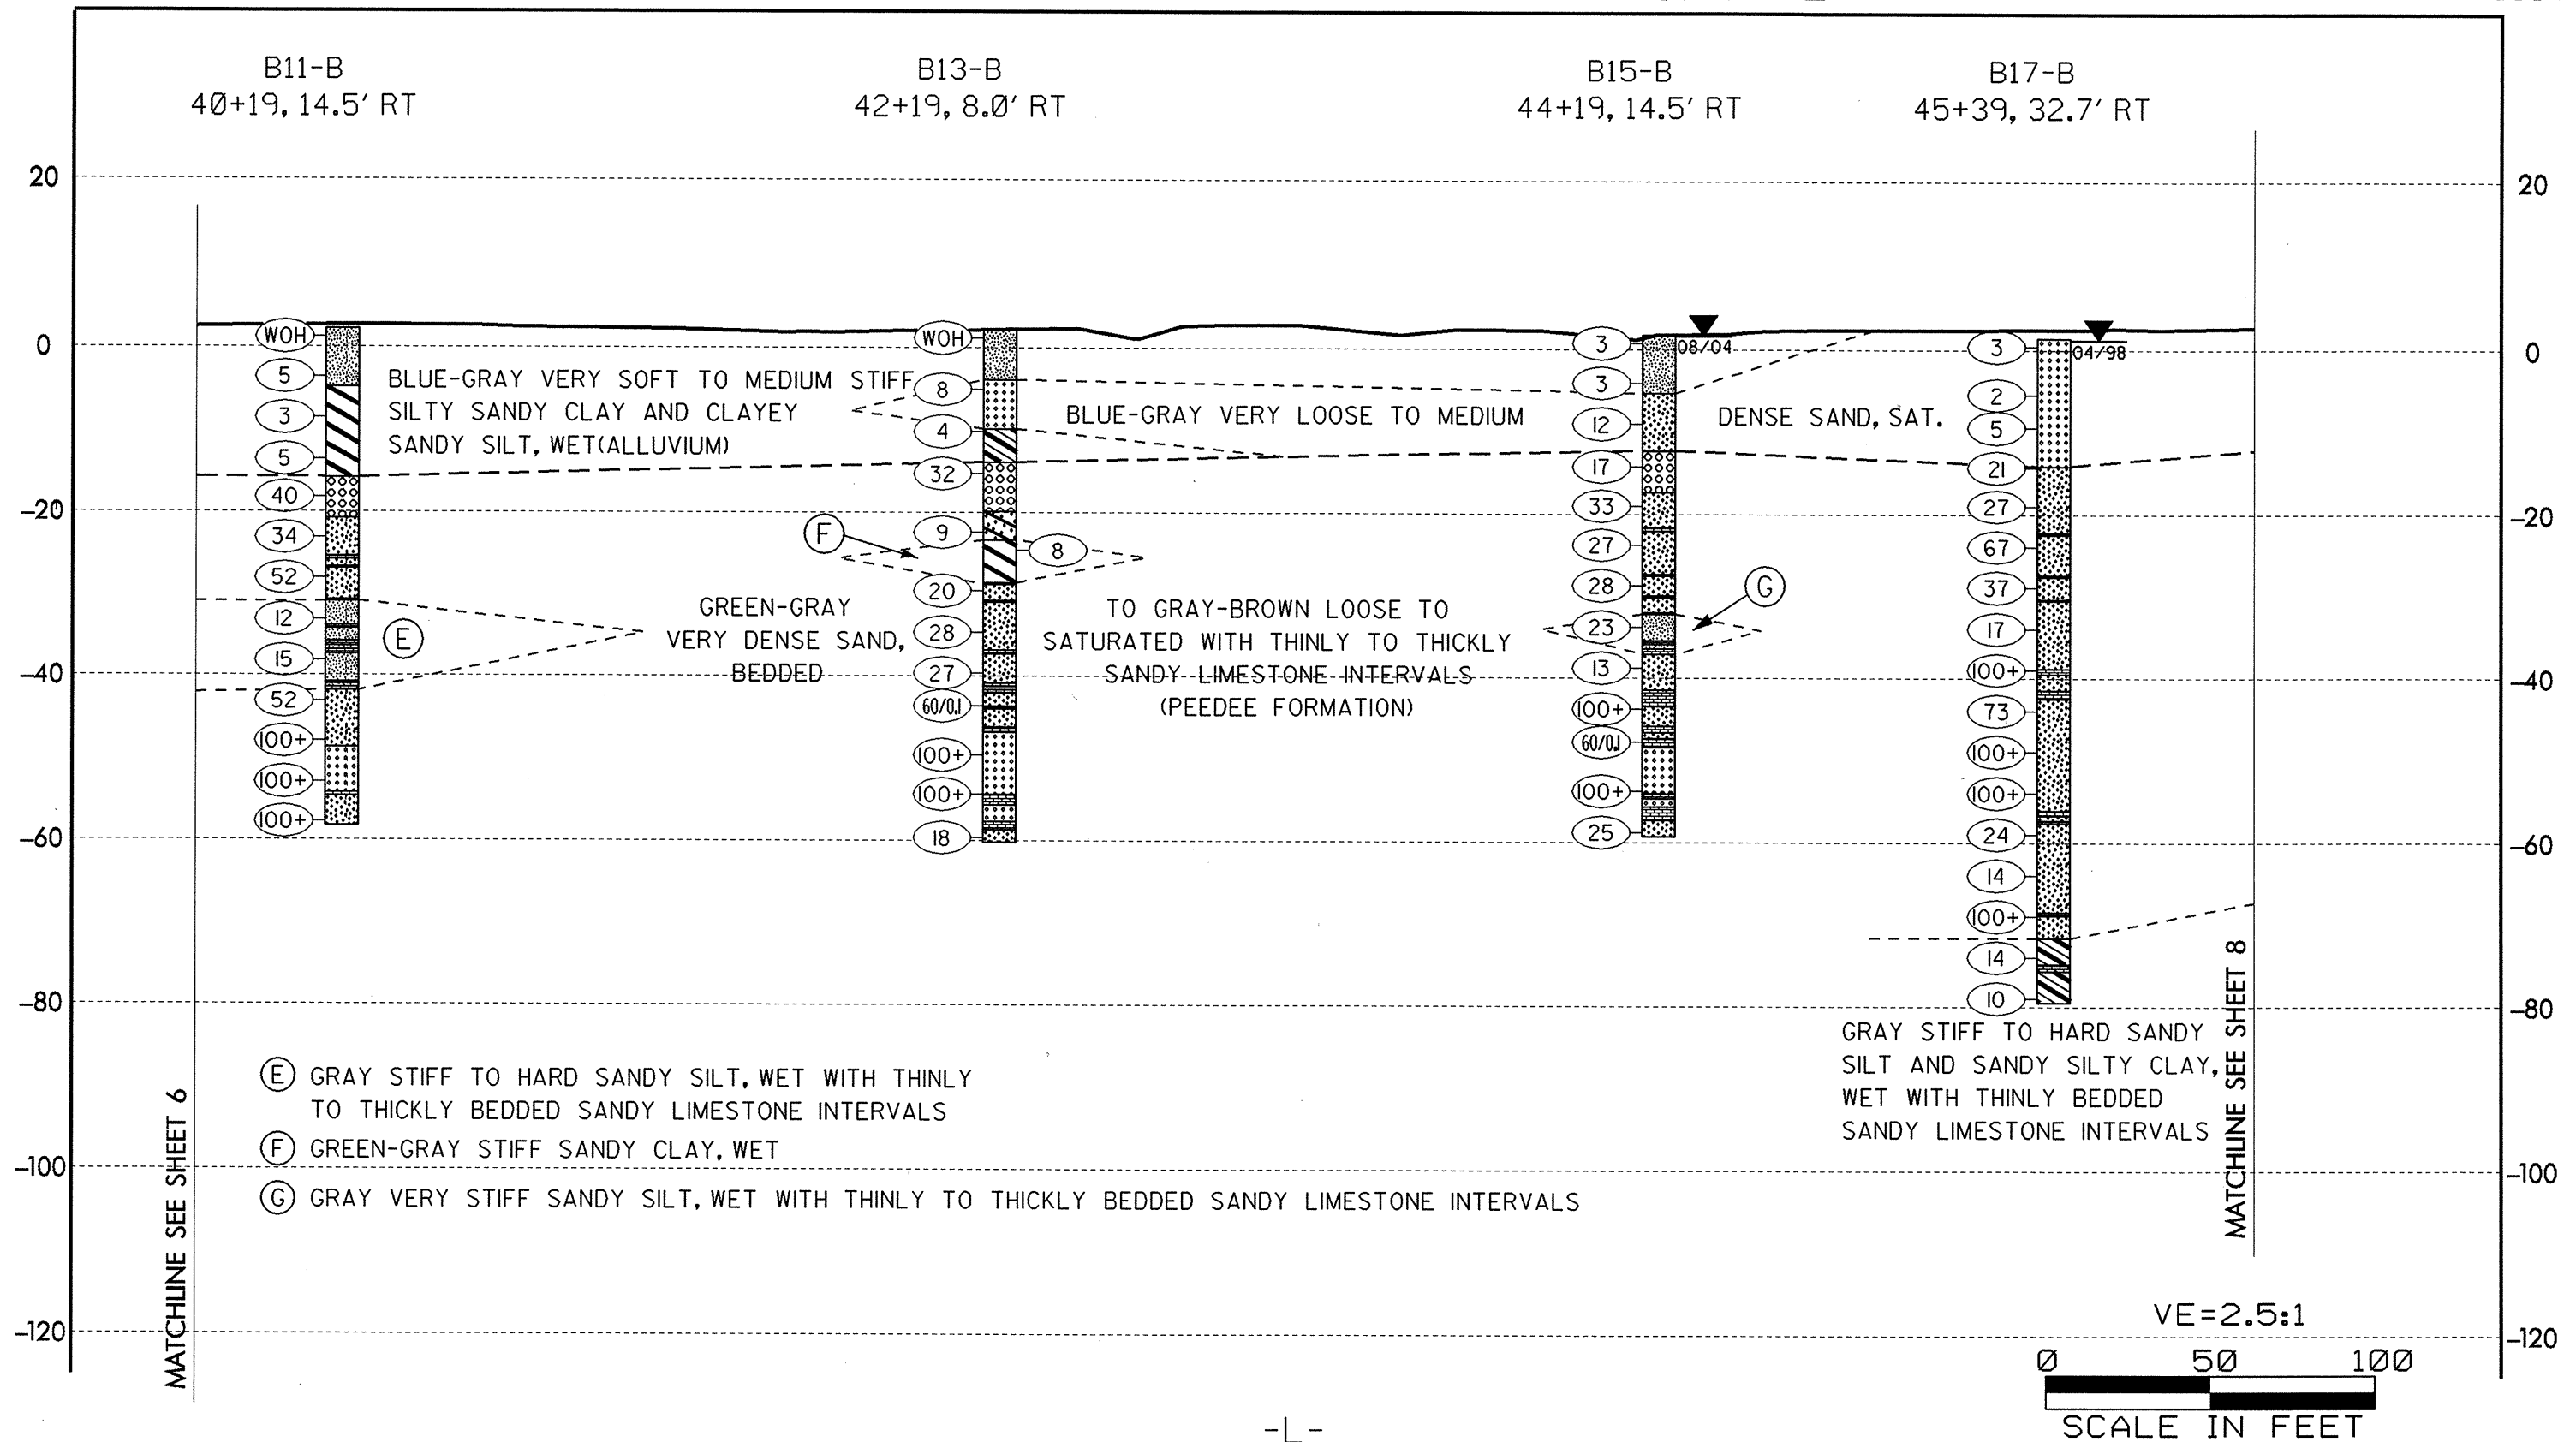 B11-B
40+19, 14.5' RT
B13-B
42+19, 8.0' RT
B15-B
44+19, 14.5' RT
B17-B
45+39, 32.7' RT
20
0
-20
-40
-60
-80
-100
-120
WOH
5
3
5
40
34
52
12
15
52
100+
100+
100+
BLUE-GRAY VERY SOFT TO MEDIUM STIFF
SILTY SANDY CLAY AND CLAYEY
SANDY SILT, WET(ALLUVIUM)
E
WOH
8
4
32
9
8
20
28
27
60/0.1
100+
100+
18
F
BLUE-GRAY VERY LOOSE TO MEDIUM DENSE SAND, SAT.
GREEN-GRAY TO GRAY-BROWN LOOSE TO
VERY DENSE SAND, SATURATED WITH THINLY TO THICKLY
BEDDED SANDY LIMESTONE INTERVALS
(PEEDEE FORMATION)
3
3
12
17
33
27
28
23
13
100+
60/0.1
100+
25
08/04
G
3
2
5
21
27
67
37
17
100+
73
100+
100+
24
14
100+
14
10
04/98
20
0
-20
-40
-60
-80
-100
-120
GRAY STIFF TO HARD SANDY
SILT AND SANDY SILTY CLAY,
WET WITH THINLY BEDDED
SANDY LIMESTONE INTERVALS
E GRAY STIFF TO HARD SANDY SILT, WET WITH THINLY
TO THICKLY BEDDED SANDY LIMESTONE INTERVALS
F GREEN-GRAY STIFF SANDY CLAY, WET
G GRAY VERY STIFF SANDY SILT, WET WITH THINLY TO THICKLY BEDDED SANDY LIMESTONE INTERVALS
MATCHLINE SEE SHEET 6
MATCHLINE SEE SHEET 8
VE=2.5:1
0 50 100
SCALE IN FEET
-L-